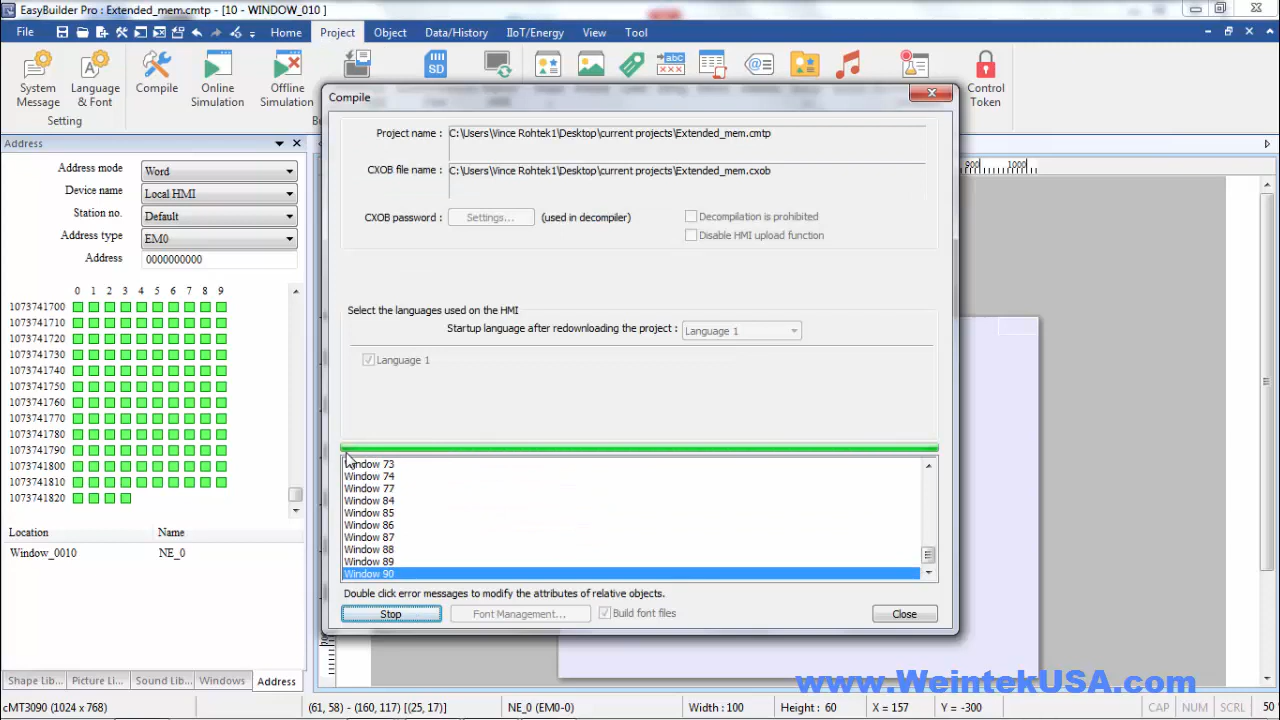 EasyBuilder Pro : Extended_mem.cmtp - [10 - WINDOW_010 ]
File Home Project Object Data/History IIoT/Energy View Tool
System Message
Language & Font
Compile
Online Simulation
Offline Simulation
SD
abc
xxx
Control Token
Setting
Address
Address mode Word
Device name Local HMI
Station no. Default
Address type EM0
Address 0000000000
0 1 2 3 4 5 6 7 8 9
1073741700
1073741710
1073741720
1073741730
1073741740
1073741750
1073741760
1073741770
1073741780
1073741790
1073741800
1073741810
1073741820
Location Name
Window_0010 NE_0
Shape Lib... Picture Li... Sound Lib... Windows Address
Compile
Project name : C:\Users\Vince Rohtek1\Desktop\current projects\Extended_mem.cmtp
CXOB file name : C:\Users\Vince Rohtek1\Desktop\current projects\Extended_mem.cxob
CXOB password : Settings... (used in decompiler) Decompilation is prohibited
Disable HMI upload function
Select the languages used on the HMI
Startup language after redownloading the project : Language 1
Language 1
Window 73
Window 74
Window 77
Window 84
Window 85
Window 86
Window 87
Window 88
Window 89
Window 90
Double click error messages to modify the attributes of relative objects.
Stop Font Management... Build font files Close
900 1000
www.WeintekUSA.com
cMT3090 (1024 x 768) (61, 58) - (160, 117) [(25, 17)] NE_0 (EM0-0) Width : 100 Height : 60 X = 157 Y = -300 CAP NUM SCRL 50